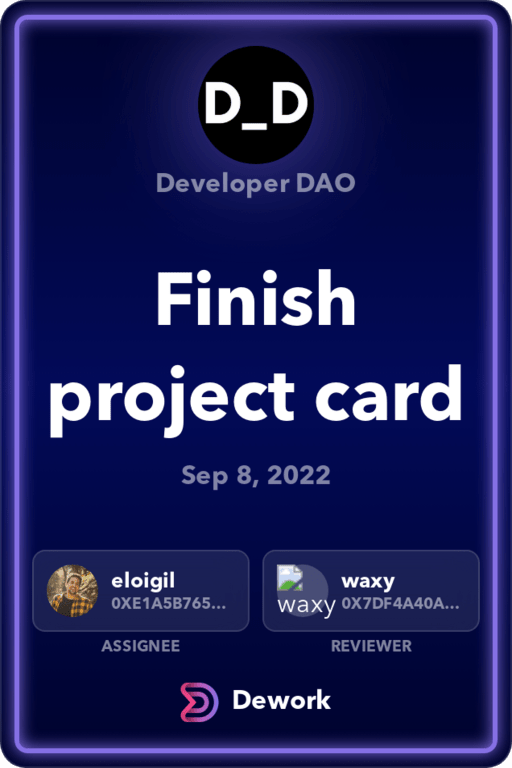 D_D
Developer DAO
Finish
project card
Sep 8, 2022
eloigil
0XE1A5B765...
ASSIGNEE
waxy
waxy
0X7DF4A40A...
REVIEWER
Dework